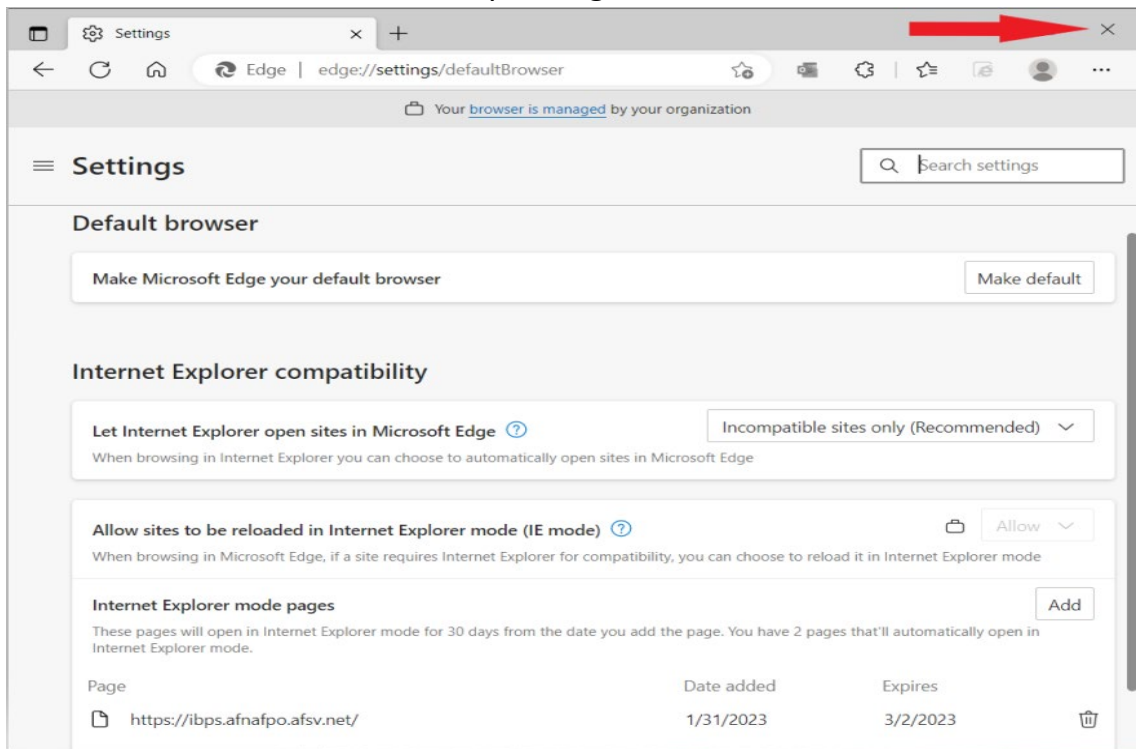 Settings
Edge | edge://settings/defaultBrowser
Your browser is managed by your organization
Settings
Search settings
Default browser
Make Microsoft Edge your default browser
Make default
Internet Explorer compatibility
Let Internet Explorer open sites in Microsoft Edge ?
Incompatible sites only (Recommended)
When browsing in Internet Explorer you can choose to automatically open sites in Microsoft Edge
Allow sites to be reloaded in Internet Explorer mode (IE mode) ?
Allow
When browsing in Microsoft Edge, if a site requires Internet Explorer for compatibility, you can choose to reload it in Internet Explorer mode
Internet Explorer mode pages
Add
These pages will open in Internet Explorer mode for 30 days from the date you add the page. You have 2 pages that'll automatically open in
Internet Explorer mode.
Page Date added Expires
https://ibps.afnafpo.afsv.net/ 1/31/2023 3/2/2023